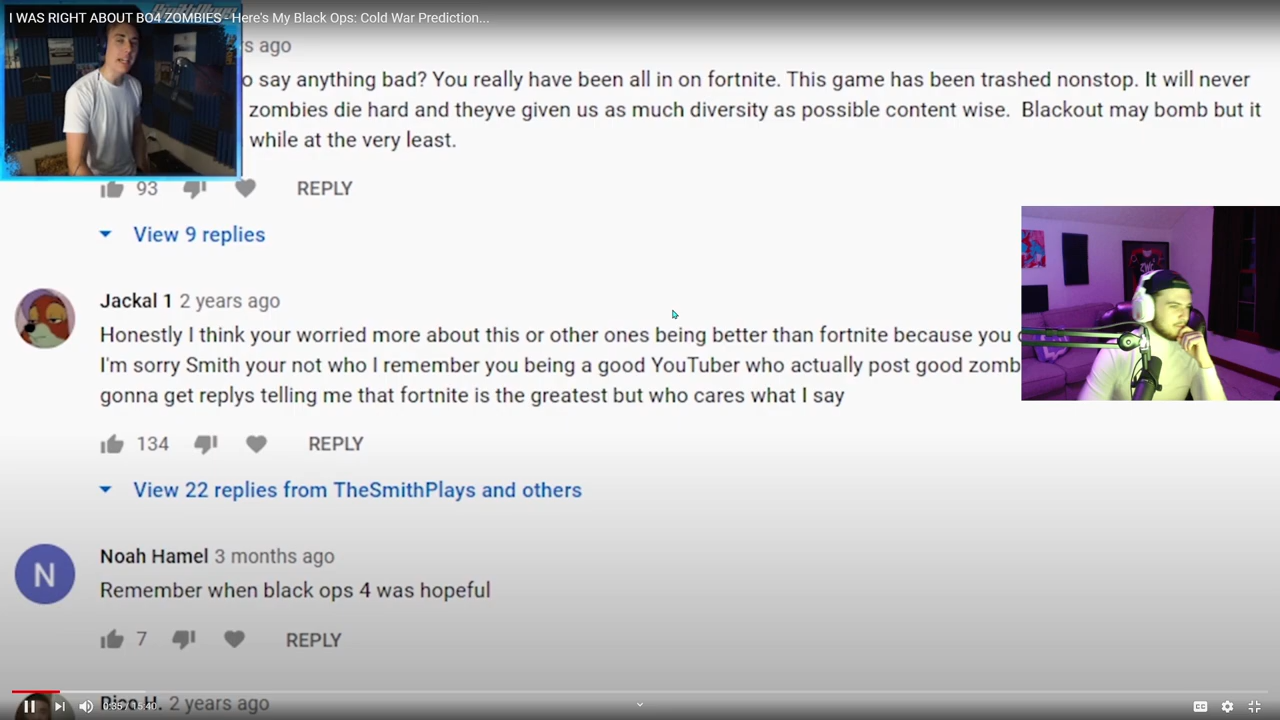 I WAS RIGHT ABOUT BO4 ZOMBIES - Here's My Black Ops: Cold War Prediction...
ago
say anything bad? You really have been all in on fortnite. This game has been trashed nonstop. It will never
zombies die hard and theyve given us as much diversity as possible content wise. Blackout may bomb but it
while at the very least.
93 REPLY
View 9 replies
Jackal 1 2 years ago
Honestly I think your worried more about this or other ones being better than fortnite because you
I'm sorry Smith your not who I remember you being a good YouTuber who actually post good zomb
gonna get replys telling me that fortnite is the greatest but who cares what I say
134 REPLY
View 22 replies from TheSmithPlays and others
N
Noah Hamel 3 months ago
Remember when black ops 4 was hopeful
7 REPLY
Rico H. 2 years ago
0:35 / 15:40
CC